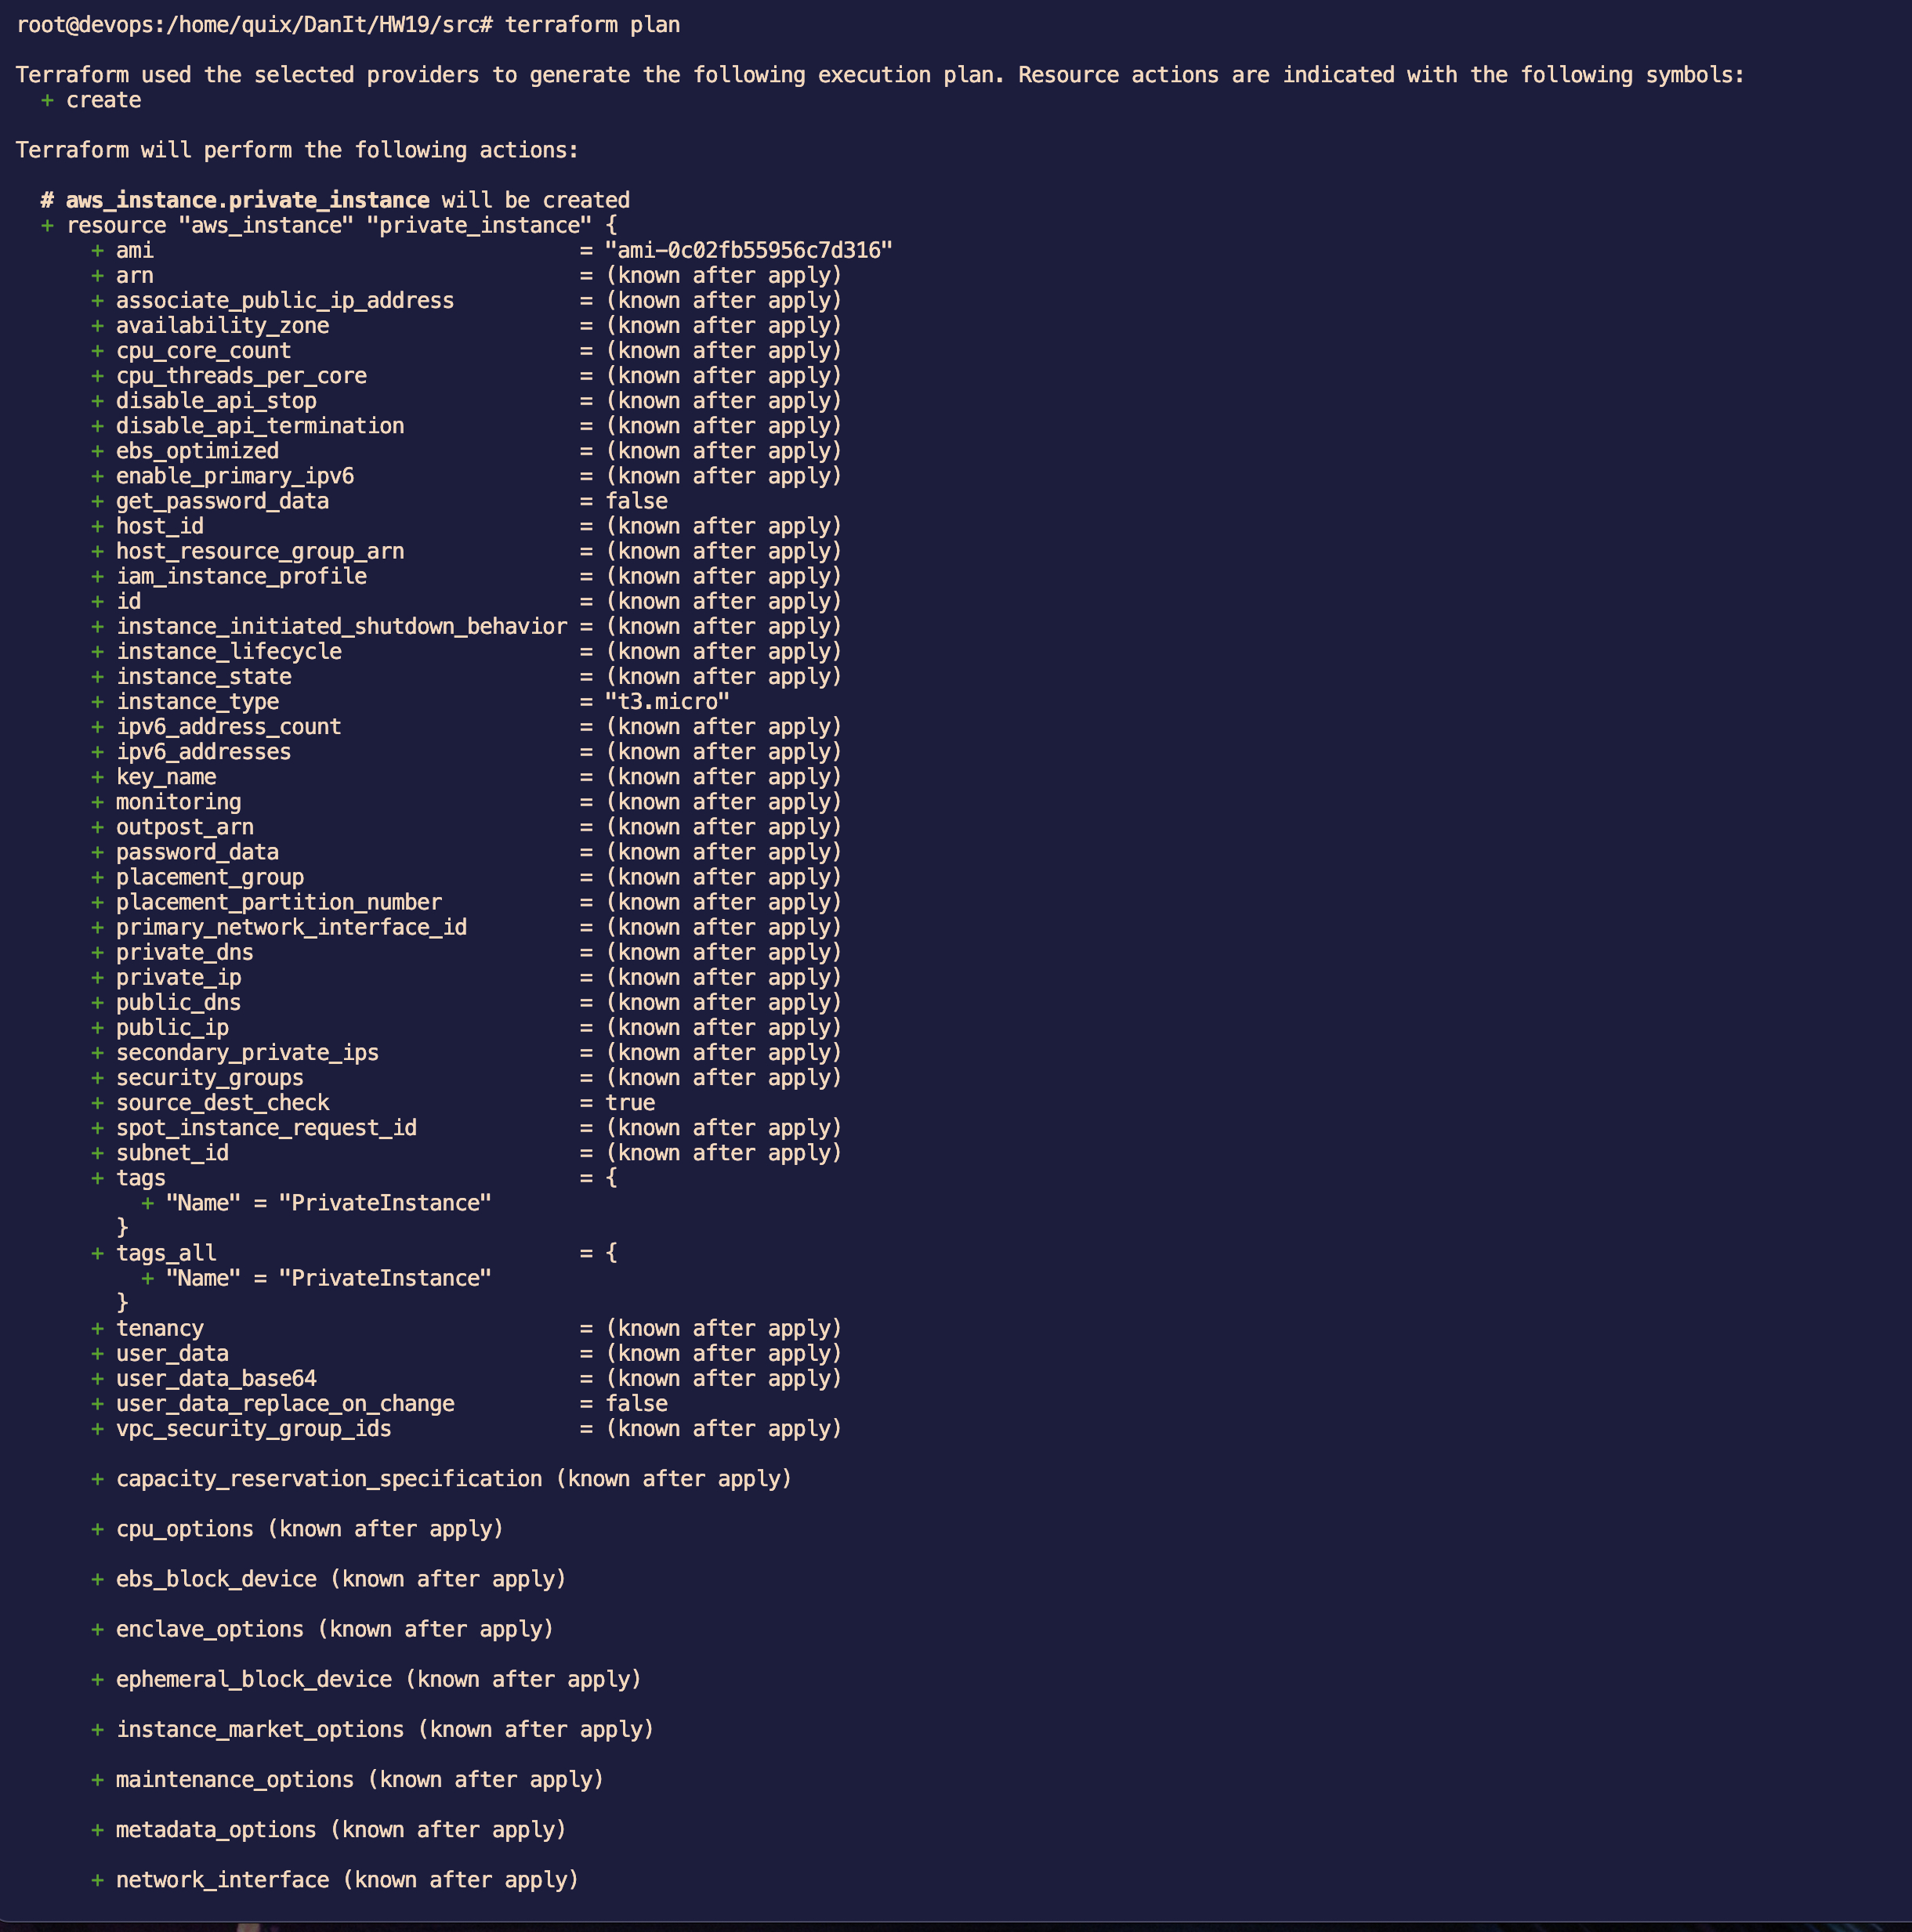 root@devops:/home/quix/DanIt/HW19/src# terraform plan
Terraform used the selected providers to generate the following execution plan. Resource actions are indicated with the following symbols:
+ create
Terraform will perform the following actions:
# aws_instance.private_instance will be created
+ resource "aws_instance" "private_instance" {
+ ami = "ami-0c02fb55956c7d316"
+ arn = (known after apply)
+ associate_public_ip_address = (known after apply)
+ availability_zone = (known after apply)
+ cpu_core_count = (known after apply)
+ cpu_threads_per_core = (known after apply)
+ disable_api_stop = (known after apply)
+ disable_api_termination = (known after apply)
+ ebs_optimized = (known after apply)
+ enable_primary_ipv6 = (known after apply)
+ get_password_data = false
+ host_id = (known after apply)
+ host_resource_group_arn = (known after apply)
+ iam_instance_profile = (known after apply)
+ id = (known after apply)
+ instance_initiated_shutdown_behavior = (known after apply)
+ instance_lifecycle = (known after apply)
+ instance_state = (known after apply)
+ instance_type = "t3.micro"
+ ipv6_address_count = (known after apply)
+ ipv6_addresses = (known after apply)
+ key_name = (known after apply)
+ monitoring = (known after apply)
+ outpost_arn = (known after apply)
+ password_data = (known after apply)
+ placement_group = (known after apply)
+ placement_partition_number = (known after apply)
+ primary_network_interface_id = (known after apply)
+ private_dns = (known after apply)
+ private_ip = (known after apply)
+ public_dns = (known after apply)
+ public_ip = (known after apply)
+ secondary_private_ips = (known after apply)
+ security_groups = (known after apply)
+ source_dest_check = true
+ spot_instance_request_id = (known after apply)
+ subnet_id = (known after apply)
+ tags = {
+ "Name" = "PrivateInstance"
}
+ tags_all = {
+ "Name" = "PrivateInstance"
}
+ tenancy = (known after apply)
+ user_data = (known after apply)
+ user_data_base64 = (known after apply)
+ user_data_replace_on_change = false
+ vpc_security_group_ids = (known after apply)
+ capacity_reservation_specification (known after apply)
+ cpu_options (known after apply)
+ ebs_block_device (known after apply)
+ enclave_options (known after apply)
+ ephemeral_block_device (known after apply)
+ instance_market_options (known after apply)
+ maintenance_options (known after apply)
+ metadata_options (known after apply)
+ network_interface (known after apply)